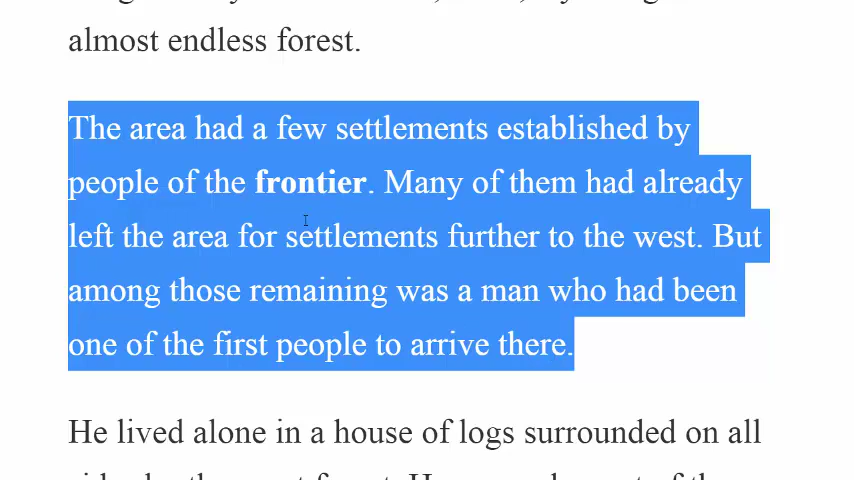 almost endless forest.
The area had a few settlements established by
people of the frontier. Many of them had already
left the area for settlements further to the west. But
among those remaining was a man who had been
one of the first people to arrive there.
He lived alone in a house of logs surrounded on all